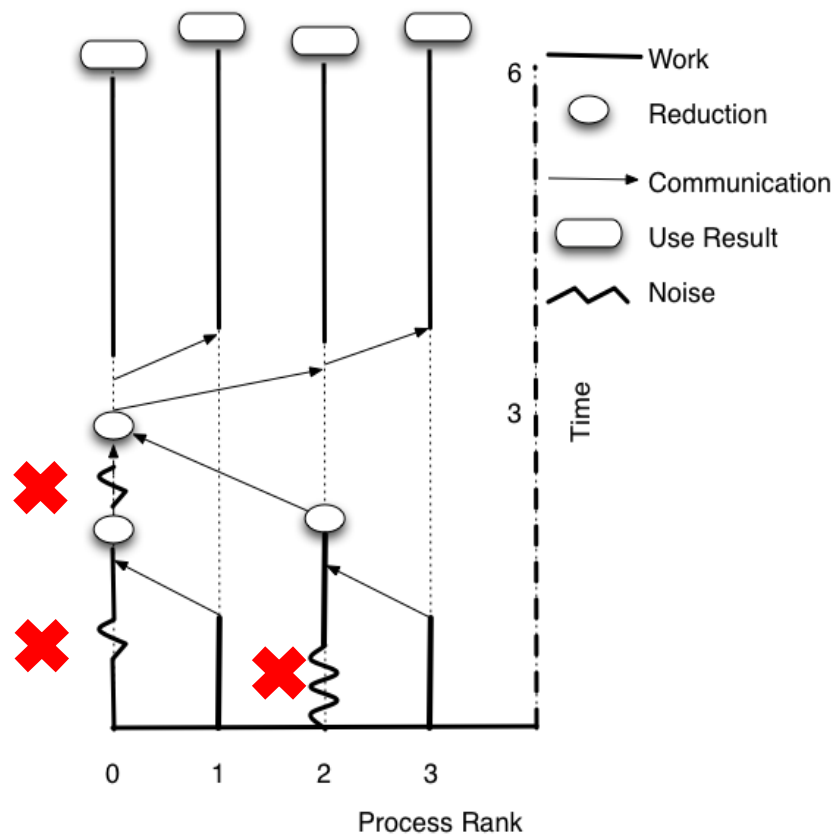 6
Work
Reduction
Communication
Use Result
Noise
3
Time
0 1 2 3
Process Rank